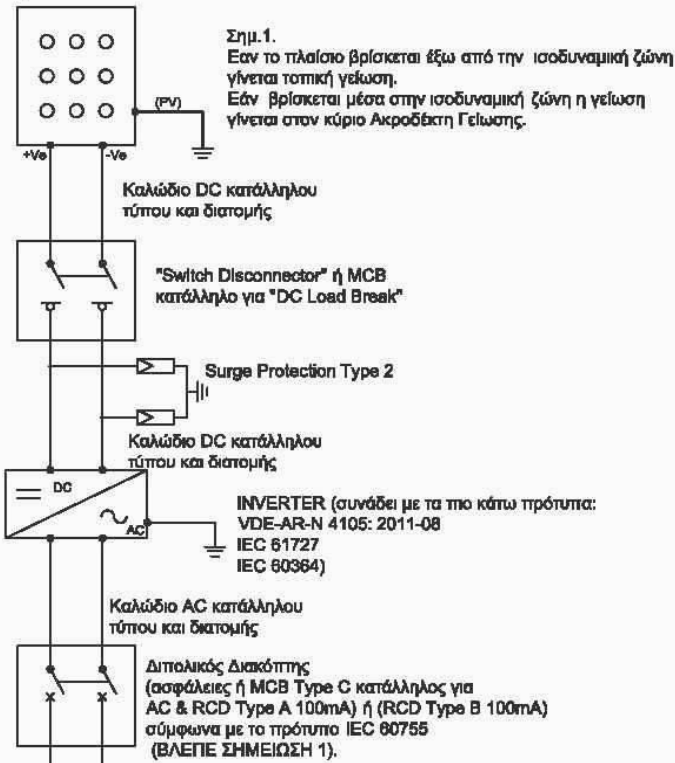 Σημ.1.
Εαν το πλαίσιο βρίσκεται έξω από την ισοδυναμική ζώνη
γίνεται τοπική γείωση.
Εάν βρίσκεται μέσα στην ισοδυναμική ζώνη η γείωση
γίνεται στον κύριο Ακροδέκτη Γείωσης.
(PV)
+Ve -Ve
Καλώδιο DC κατάλληλου
τύπου και διατομής
"Switch Disconnector" ή MCB
κατάλληλο για "DC Load Break"
Surge Protection Type 2
Καλώδιο DC κατάλληλου
τύπου και διατομής
DC
AC
INVERTER (συνάδει με τα πιο κάτω πρότυπα:
VDE-AR-N 4105: 2011-08
IEC 61727
IEC 60364)
Καλώδιο AC κατάλληλου
τύπου και διατομής
Διπολικός Διακόπτης
(ασφάλειες ή MCB Type C κατάλληλος για
AC & RCD Type A 100mA) ή (RCD Type B 100mA)
σύμφωνα με το πρότυπο IEC 60755
(ΒΛΕΠΕ ΣΗΜΕΙΩΣΗ 1).